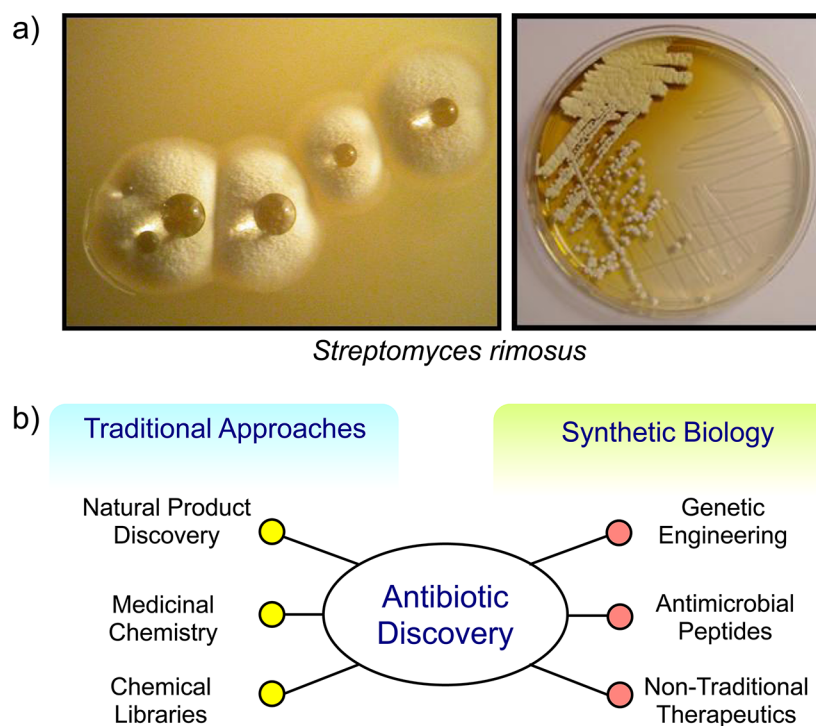 a)
Streptomyces rimosus
b)
Traditional Approaches
Synthetic Biology
Natural Product
Discovery
Medicinal
Chemistry
Chemical
Libraries
Antibiotic
Discovery
Genetic
Engineering
Antimicrobial
Peptides
Non-Traditional
Therapeutics